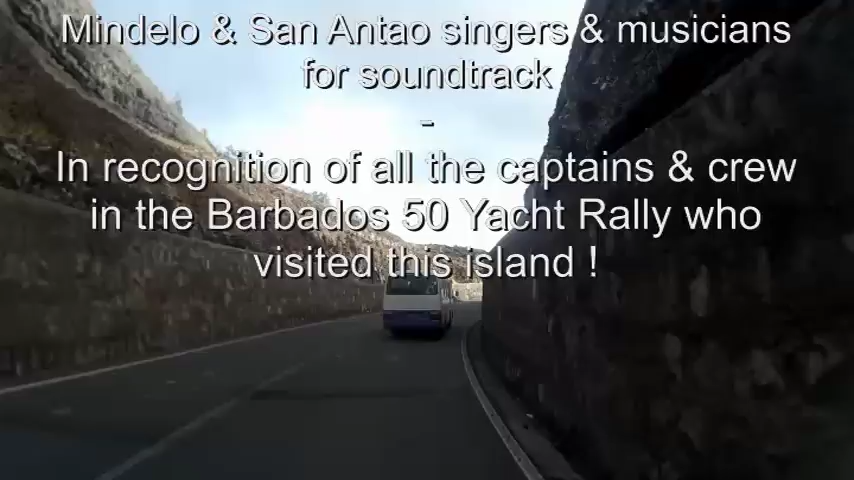 Mindelo & San Antao singers & musicians
for soundtrack
-
In recognition of all the captains & crew
in the Barbados 50 Yacht Rally who
visited this island !